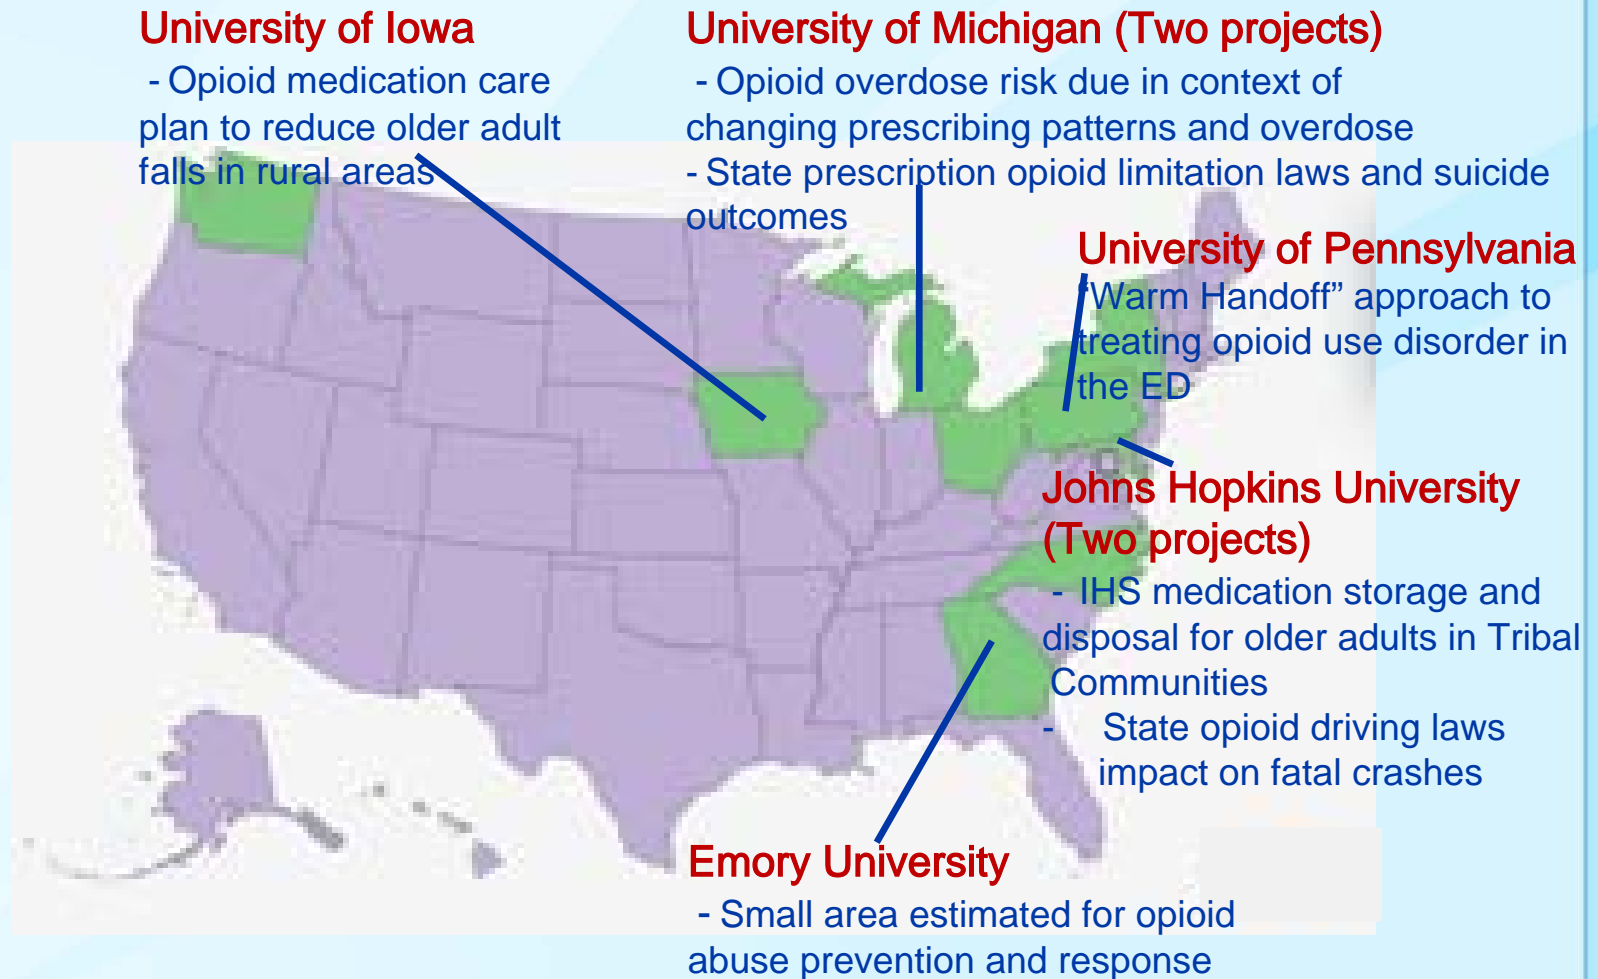 University of Iowa
- Opioid medication care
plan to reduce older adult
falls in rural areas
University of Michigan (Two projects)
- Opioid overdose risk due in context of
changing prescribing patterns and overdose
- State prescription opioid limitation laws and suicide
outcomes
University of Pennsylvania
“Warm Handoff” approach to
treating opioid use disorder in
the ED
Johns Hopkins University
(Two projects)
- IHS medication storage and
disposal for older adults in Tribal
Communities
- State opioid driving laws
impact on fatal crashes
Emory University
- Small area estimated for opioid
abuse prevention and response